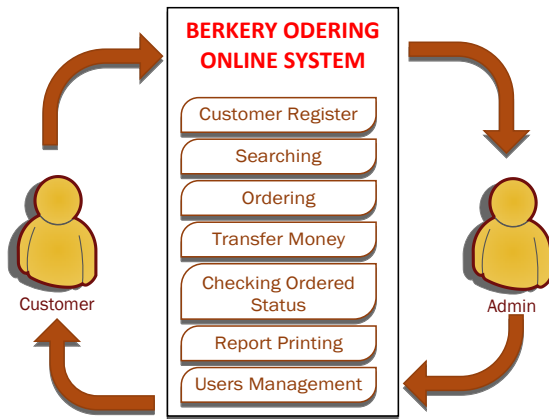 BERKERY ODERING
ONLINE SYSTEM
Customer Register
Searching
Ordering
Transfer Money
Checking Ordered
Status
Report Printing
Users Management
Customer
Admin